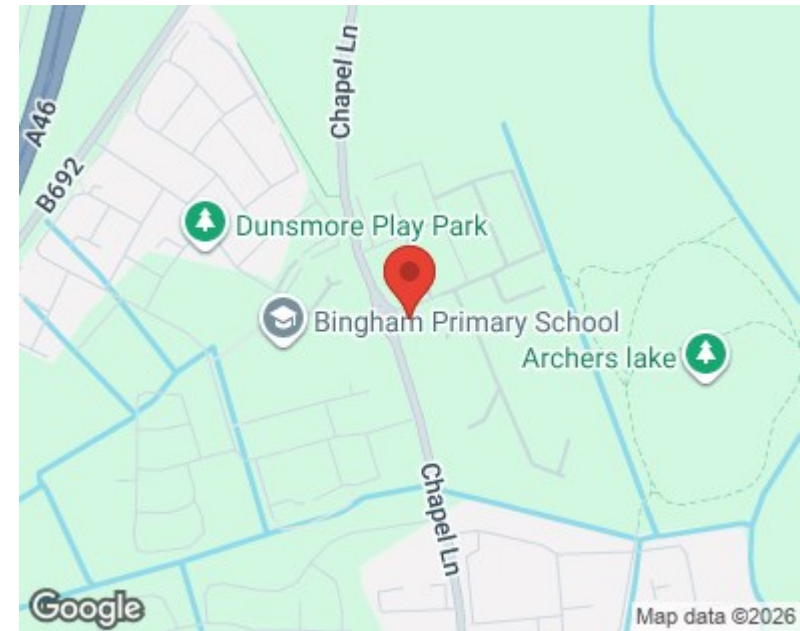 Chapel Ln
A46
B692
Dunsmore Play Park
Bingham Primary School
Archers lake
Chapel Ln
Google
Map data ©2026